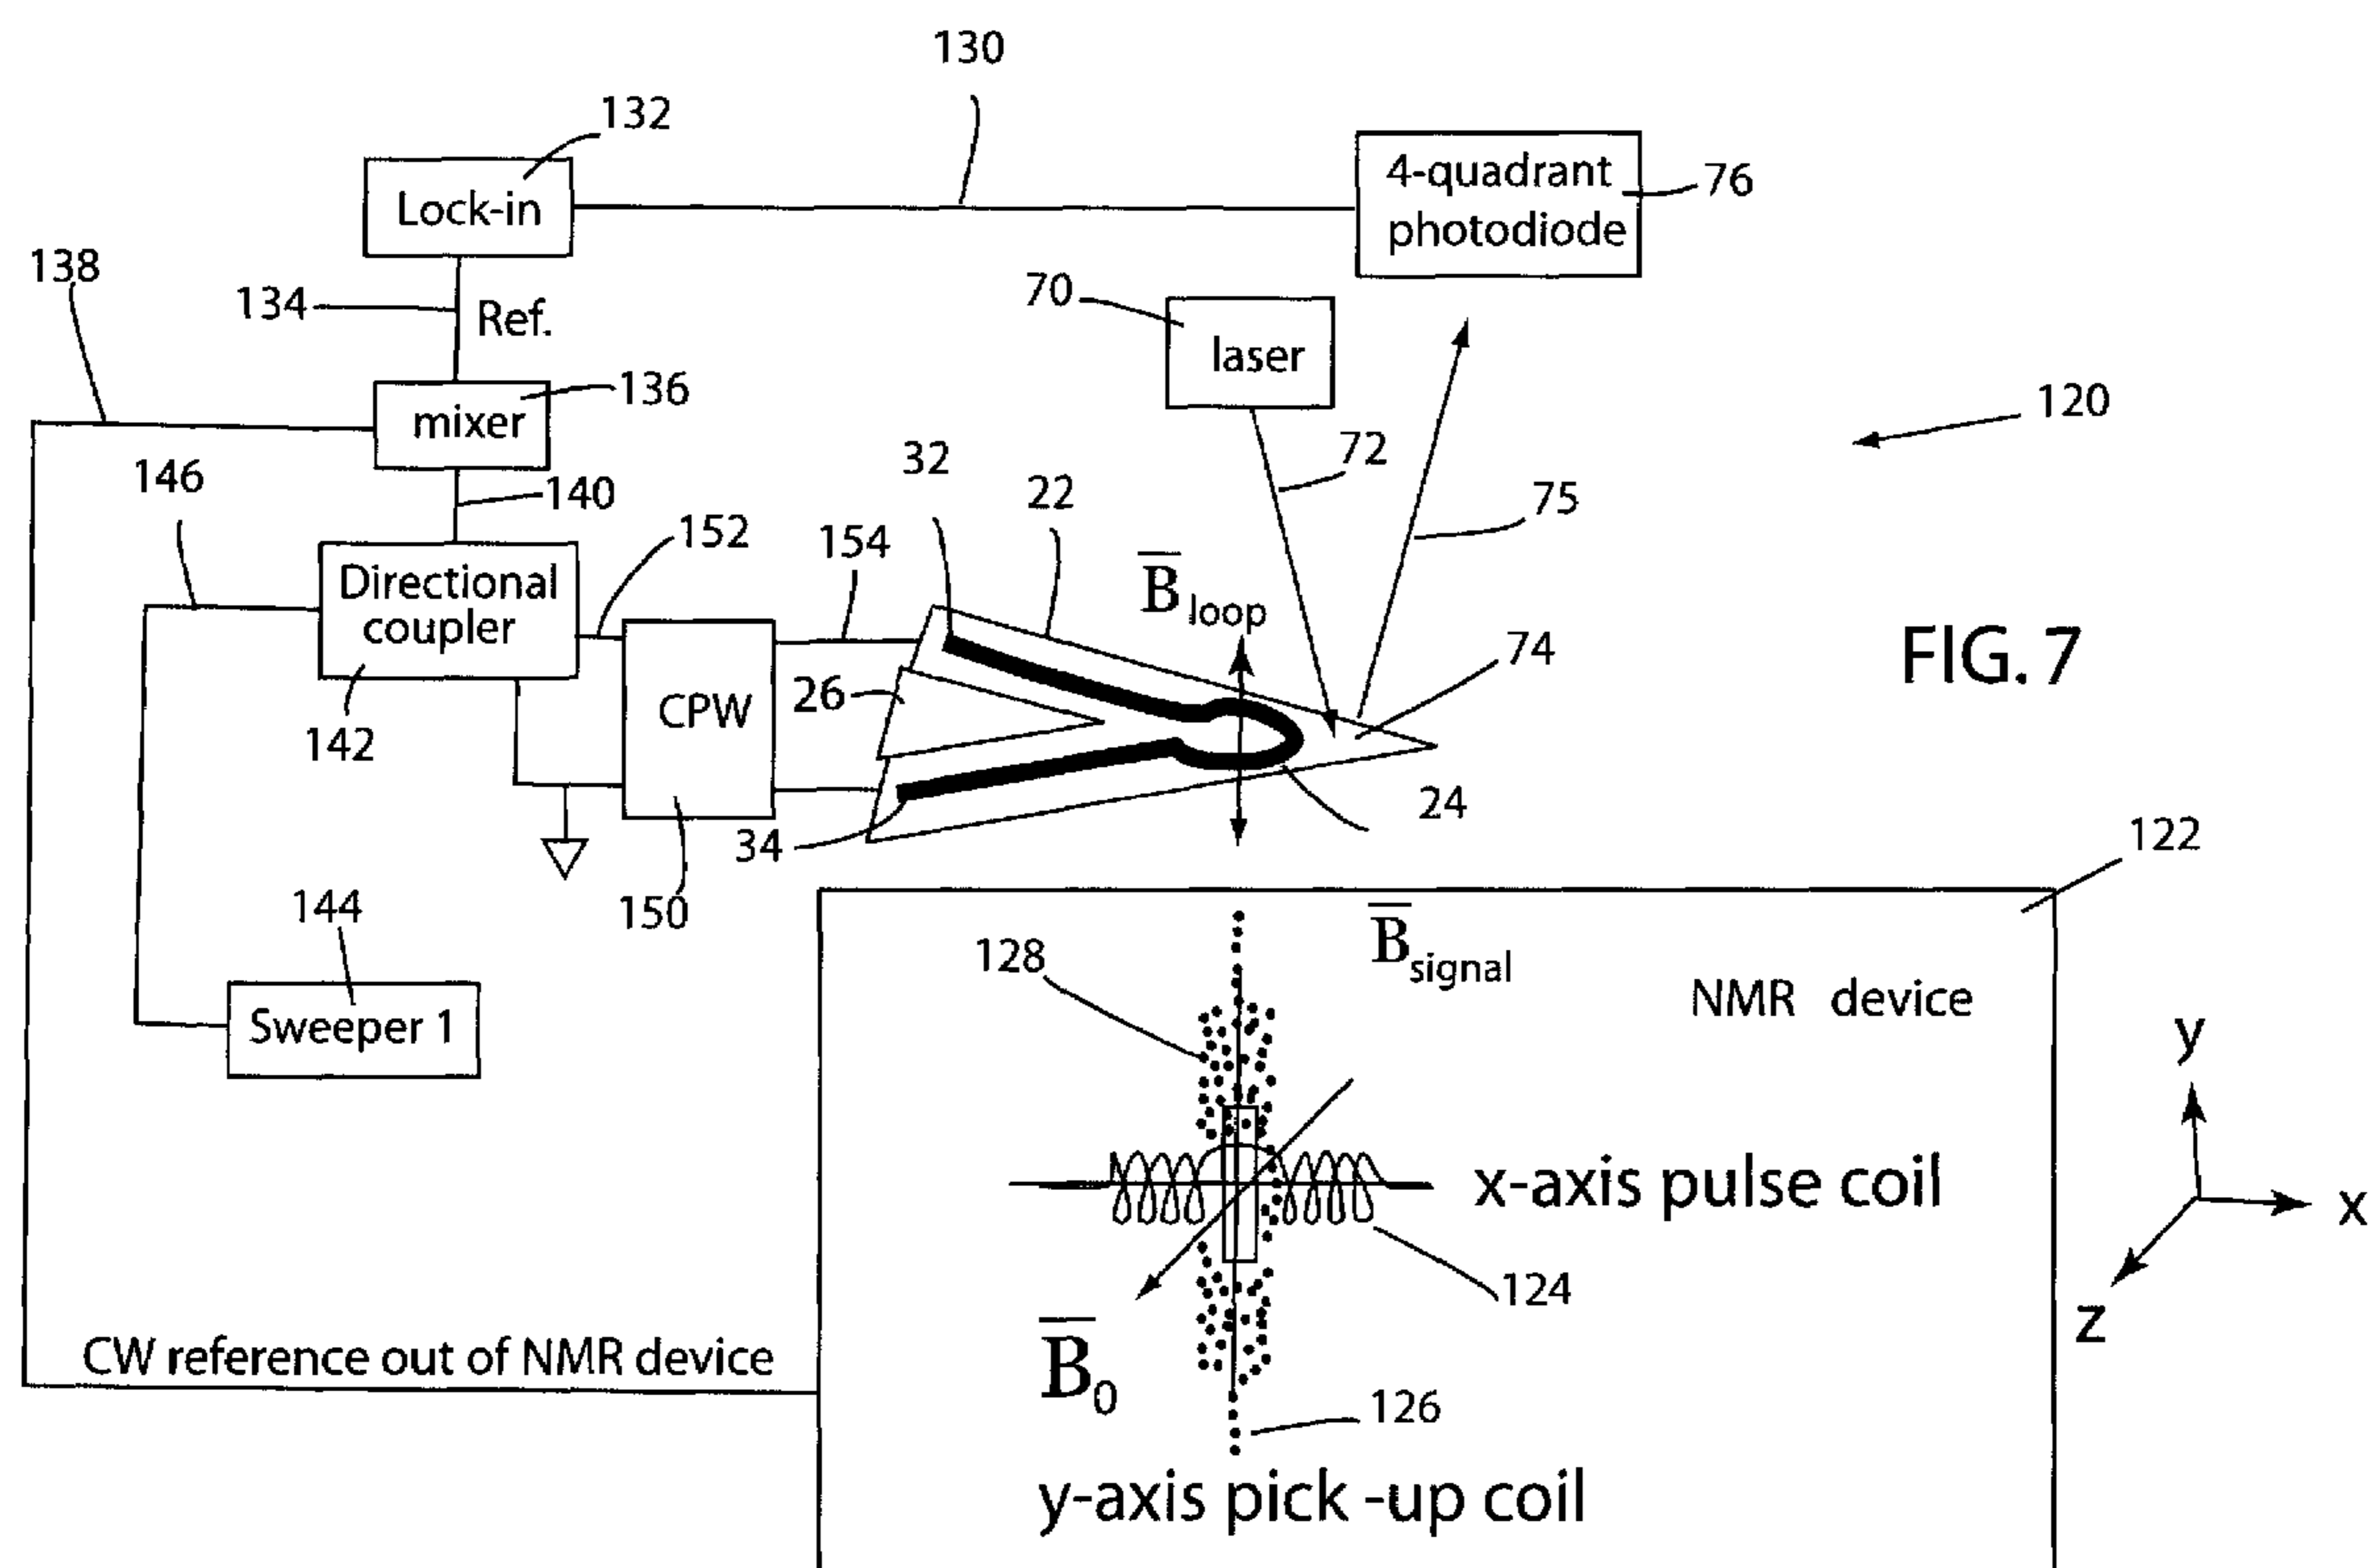 130
132
Lock-in
4-quadrant
photodiode
76
138
134
Ref.
70
laser
136
mixer
120
146
140
32
22
72
75
152
154
Directional
coupler
B̅loop
FIG. 7
74
26
CPW
142
24
34
122
150
144
B̅signal
128
NMR device
Sweeper 1
y
x-axis pulse coil
x
124
z
CW reference out of NMR device
B̅0
126
y-axis pick -up coil